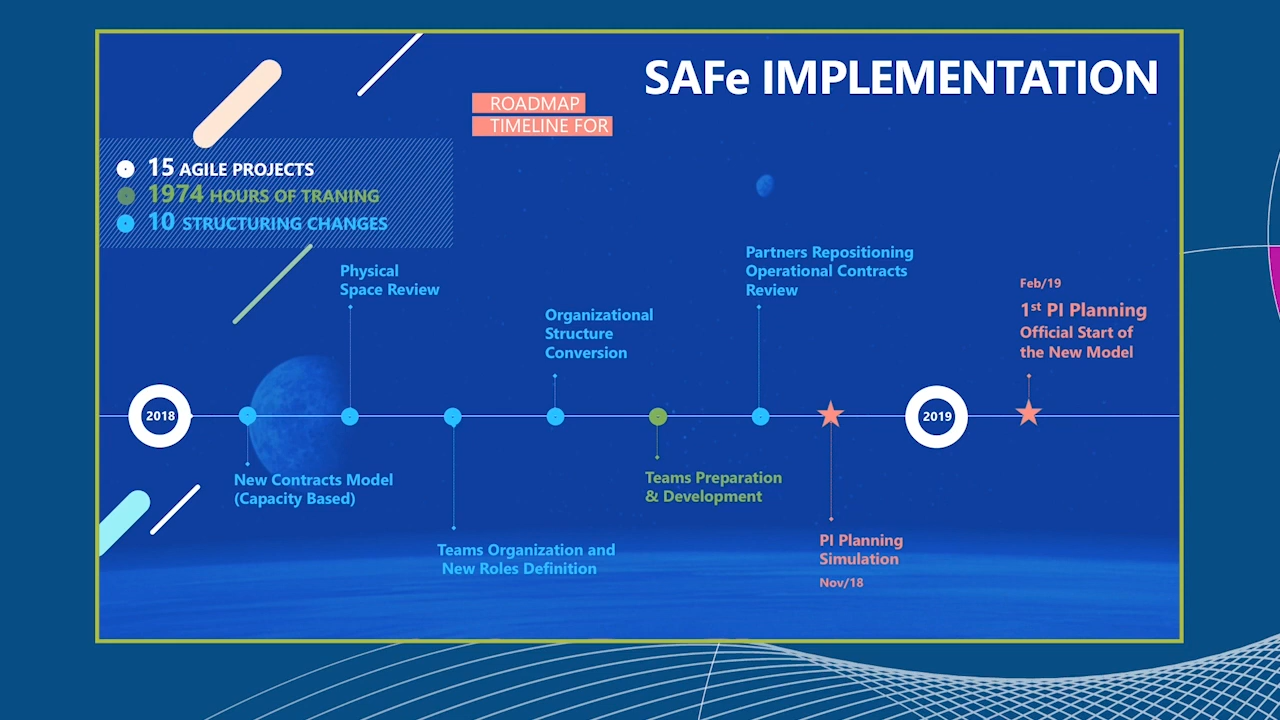 SAFe IMPLEMENTATION
ROADMAP
TIMELINE FOR
15 AGILE PROJECTS
1974 HOURS OF TRANING
10 STRUCTURING CHANGES
Physical
Space Review
Organizational
Structure
Conversion
Partners Repositioning
Operational Contracts
Review
Feb/19
1st PI Planning
Official Start of
the New Model
2018
2019
New Contracts Model
(Capacity Based)
Teams Organization and
New Roles Definition
Teams Preparation
& Development
PI Planning
Simulation
Nov/18